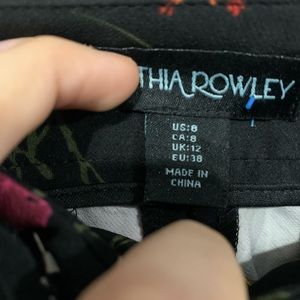 THIA ROWLEY
US:8
CA:8
UK:12
EU:38
MADE IN
CHINA